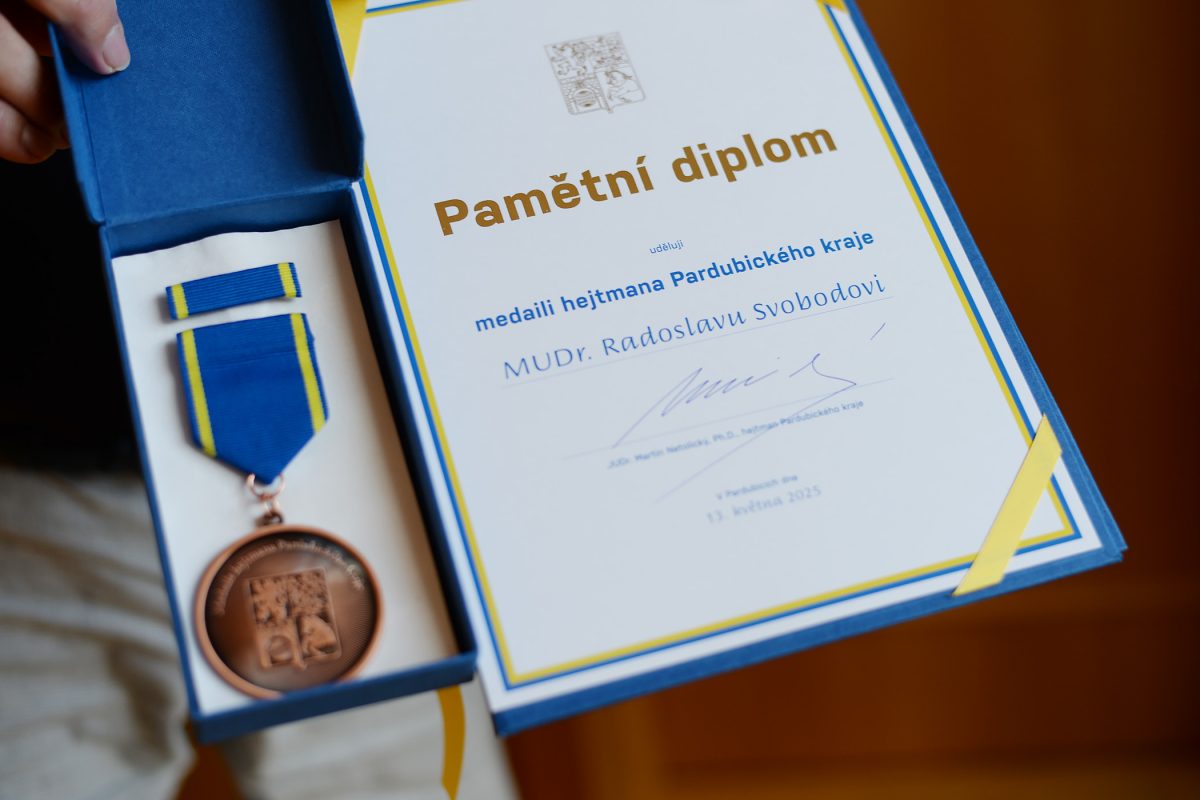 Pamětní diplom
uděluji
medaili hejtmana Pardubického kraje
MUDr. Radoslavu Svobodovi
JUDr. Martin Netolický, Ph.D., hejtman Pardubického kraje
V Pardubicích dne
13. května 2025